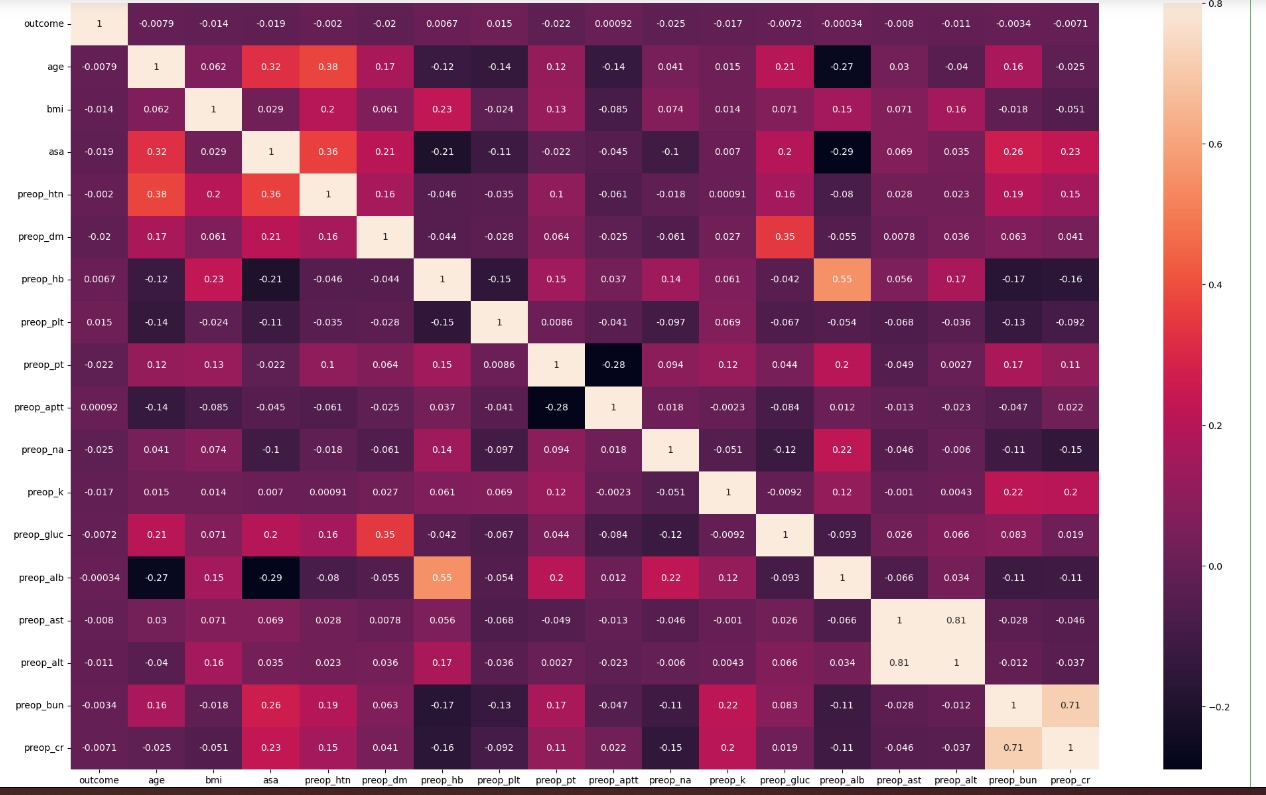 outcome 1 -0.0079 -0.014 -0.019 -0.002 -0.02 0.0067 0.015 -0.022 0.00092 -0.025 -0.017 -0.0072 -0.00034 -0.008 -0.011 -0.0034 -0.0071
age -0.0079 1 0.062 0.32 0.38 0.17 -0.12 -0.14 0.12 -0.14 0.041 0.015 0.21 -0.27 0.03 -0.04 0.16 -0.025
bmi -0.014 0.062 1 0.029 0.2 0.061 0.23 -0.024 0.13 -0.085 0.074 0.014 0.071 0.15 0.071 0.16 -0.018 -0.051
asa -0.019 0.32 0.029 1 0.36 0.21 -0.21 -0.11 -0.022 -0.045 -0.1 0.007 0.2 -0.29 0.069 0.035 0.26 0.23
preop_htn -0.002 0.38 0.2 0.36 1 0.16 -0.046 -0.035 0.1 -0.061 -0.018 0.00091 0.16 -0.08 0.028 0.023 0.19 0.15
preop_dm -0.02 0.17 0.061 0.21 0.16 1 -0.044 -0.028 0.064 -0.025 -0.061 0.027 0.35 -0.055 0.0078 0.036 0.063 0.041
preop_hb 0.0067 -0.12 0.23 -0.21 -0.046 -0.044 1 -0.15 0.15 0.037 0.14 0.061 -0.042 0.55 0.056 0.17 -0.17 -0.16
preop_plt 0.015 -0.14 -0.024 -0.11 -0.035 -0.028 -0.15 1 0.0086 -0.041 -0.097 0.069 -0.067 -0.054 -0.068 -0.036 -0.13 -0.092
preop_pt -0.022 0.12 0.13 -0.022 0.1 0.064 0.15 0.0086 1 -0.28 0.094 0.12 0.044 0.2 -0.049 0.0027 0.17 0.11
preop_aptt 0.00092 -0.14 -0.085 -0.045 -0.061 -0.025 0.037 -0.041 -0.28 1 0.018 -0.0023 -0.084 0.012 -0.013 -0.023 -0.047 0.022
preop_na -0.025 0.041 0.074 -0.1 -0.018 -0.061 0.14 -0.097 0.094 0.018 1 -0.051 -0.12 0.22 -0.046 -0.006 -0.11 -0.15
preop_k -0.017 0.015 0.014 0.007 0.00091 0.027 0.061 0.069 0.12 -0.0023 -0.051 1 -0.0092 0.12 -0.001 0.0043 0.22 0.2
preop_gluc -0.0072 0.21 0.071 0.2 0.16 0.35 -0.042 -0.067 0.044 -0.084 -0.12 -0.0092 1 -0.093 0.026 0.066 0.083 0.019
preop_alb -0.00034 -0.27 0.15 -0.29 -0.08 -0.055 0.55 -0.054 0.2 0.012 0.22 0.12 -0.093 1 -0.066 0.034 -0.11 -0.11
preop_ast -0.008 0.03 0.071 0.069 0.028 0.0078 0.056 -0.068 -0.049 -0.013 -0.046 -0.001 0.026 -0.066 1 0.81 -0.028 -0.046
preop_alt -0.011 -0.04 0.16 0.035 0.023 0.036 0.17 -0.036 0.0027 -0.023 -0.006 0.0043 0.066 0.034 0.81 1 -0.012 -0.037
preop_bun -0.0034 0.16 -0.018 0.26 0.19 0.063 -0.17 -0.13 0.17 -0.047 -0.11 0.22 0.083 -0.11 -0.028 -0.012 1 0.71
preop_cr -0.0071 -0.025 -0.051 0.23 0.15 0.041 -0.16 -0.092 0.11 0.022 -0.15 0.2 0.019 -0.11 -0.046 -0.037 0.71 1
outcome age bmi asa preop_htn preop_dm preop_hb preop_plt preop_pt preop_aptt preop_na preop_k preop_gluc preop_alb preop_ast preop_alt preop_bun preop_cr
0.8
0.6
0.4
0.2
0.0
−0.2